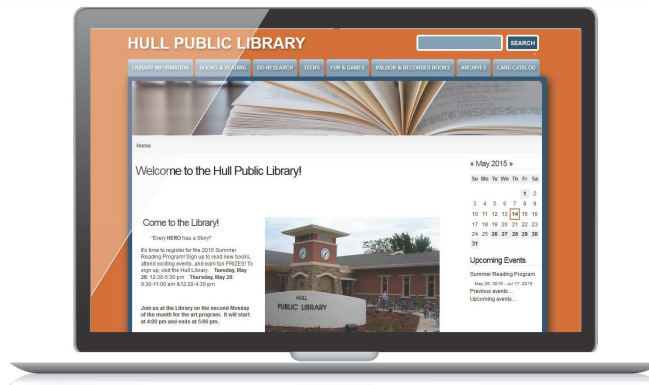 HULL PUBLIC LIBRARY
SEARCH
LIBRARY INFORMATION BOOKS & READING DO RESEARCH TEENS FUN & GAMES WILBOR & RECORDED BOOKS ARCHIVES CARD CATALOG
Home
Welcome to the Hull Public Library!
Come to the Library!
"Every HERO has a Story!"
It's time to register for the 2015 Summer
Reading Program! Sign up to read new books,
attend exciting events, and earn fun PRIZES! To
sign up, visit the Hull Library: Tuesday, May
26: 12:30-5:30 pm Thursday, May 28:
9:30-11:00 am &12:20-4:30 pm
Join us at the Library on the second Monday
of the month for the art program. It will start
at 4:00 pm and ends at 5:00 pm.
HULL
PUBLIC LIBRARY
« May 2015 »
Su Mo Tu We Th Fr Sa
1 2
3 4 5 6 7 8 9
10 11 12 13 14 15 16
17 18 19 20 21 22 23
24 25 26 27 28 29 30
31
Upcoming Events
Summer Reading Program
May 26, 2015 - Jul 17, 2015
Previous events…
Upcoming events…